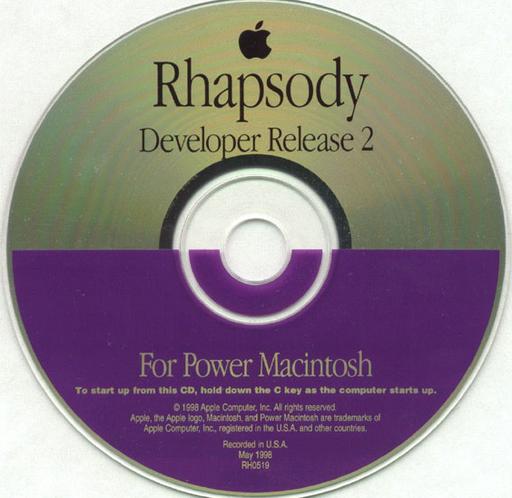 Rhapsody
Developer Release 2
For Power Macintosh
To start up from this CD, hold down the C key as the computer starts up.
© 1998 Apple Computer, Inc. All rights reserved.
Apple, the Apple logo, Macintosh, and Power Macintosh are trademarks of
Apple Computer, Inc., registered in the U.S.A. and other countries.
Recorded in U.S.A.
May 1998
RH0519